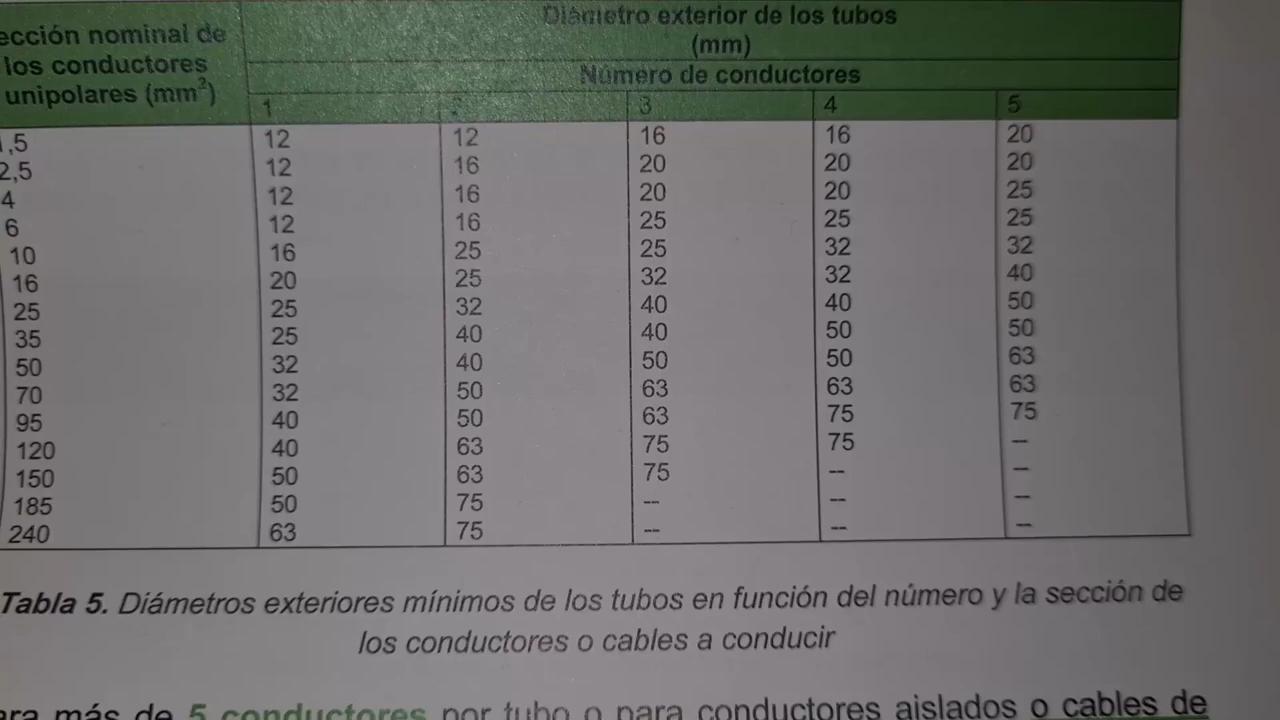 Diámetro exterior de los tubos
(mm)
ección nominal de
los conductores
unipolares (mm²)
Número de conductores
1 2 3 4 5
1,5 12 12 16 16 20
2,5 12 16 20 20 20
4 12 16 20 20 25
6 12 16 25 25 25
10 16 25 25 32 32
16 20 25 32 32 40
25 25 32 40 40 50
35 25 40 40 50 50
50 32 40 50 50 63
70 32 50 63 63 63
95 40 50 63 75 75
120 40 63 75 75 --
150 50 63 75 -- --
185 50 75 -- -- --
240 63 75 -- -- --
Tabla 5. Diámetros exteriores mínimos de los tubos en función del número y la sección de
los conductores o cables a conducir
ara más de 5 conductores por tubo o para conductores aislados o cables de